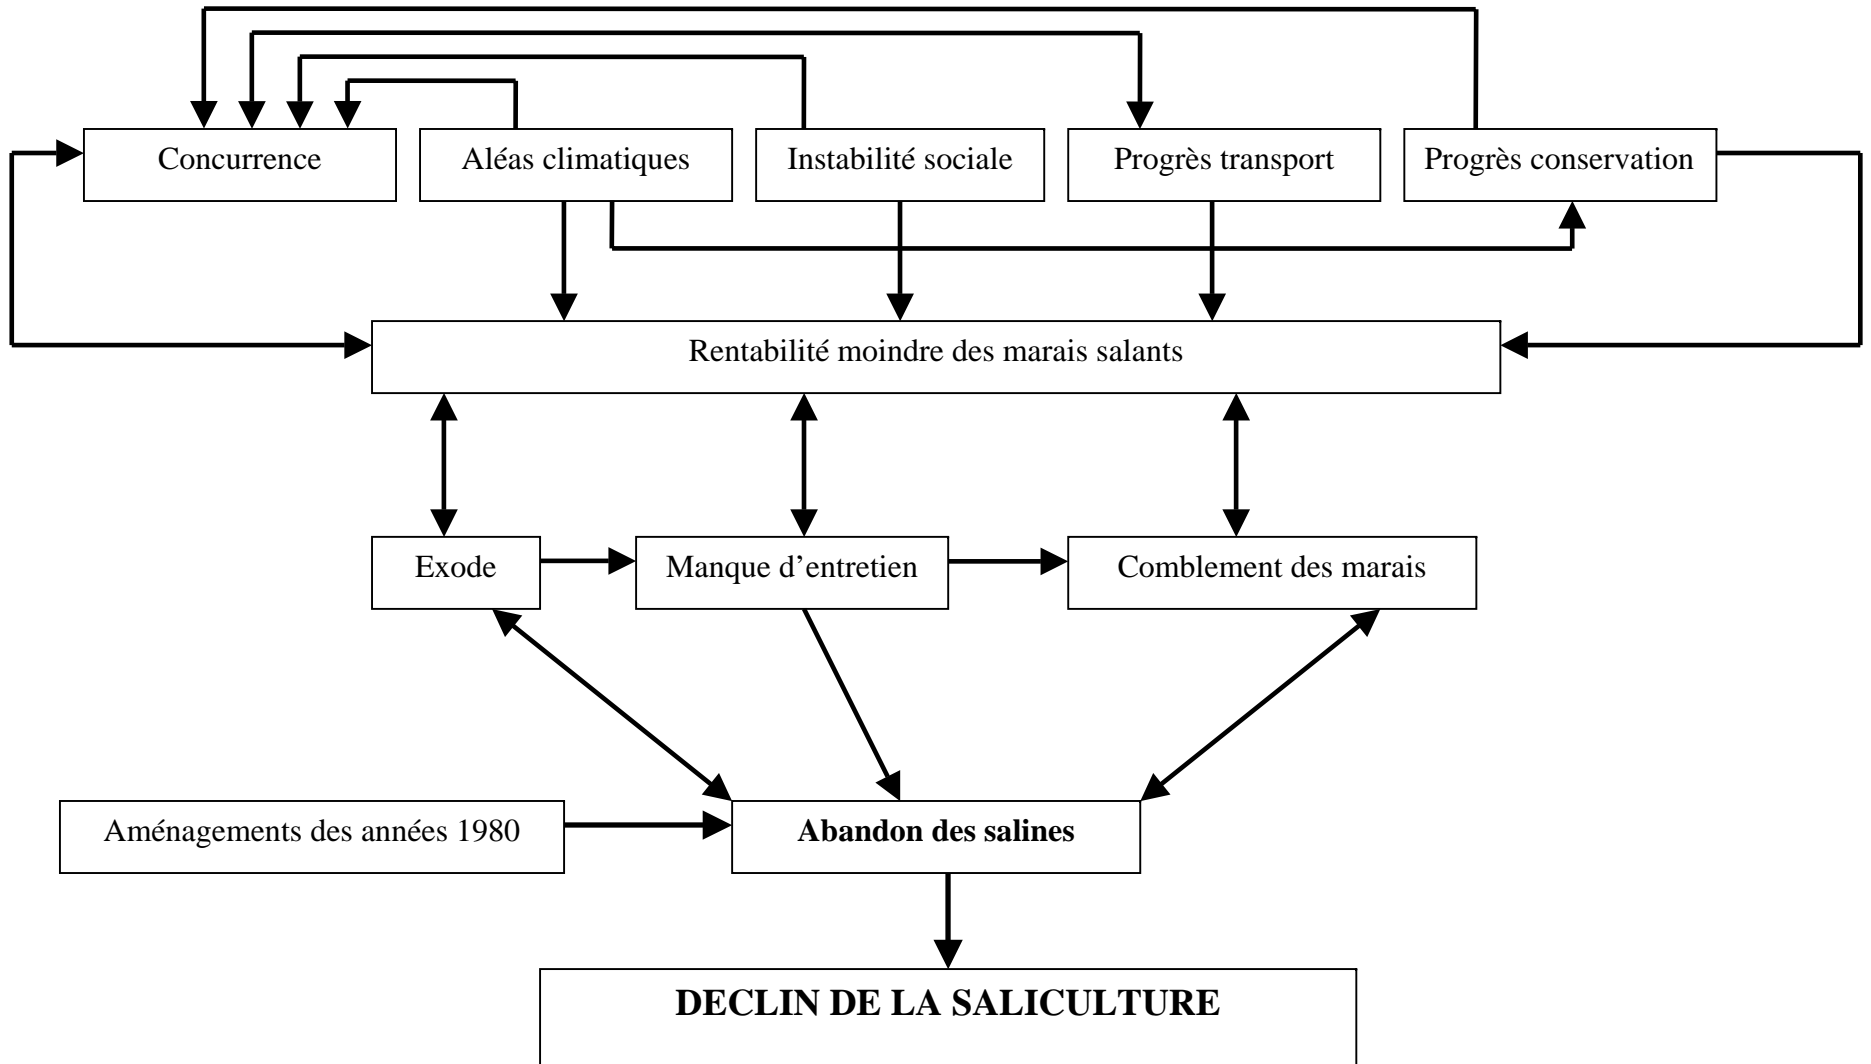 Concurrence
Aléas climatiques
Instabilité sociale
Progrès transport
Progrès conservation
Rentabilité moindre des marais salants
Exode
Manque d’entretien
Comblement des marais
Aménagements des années 1980
Abandon des salines
DECLIN DE LA SALICULTURE